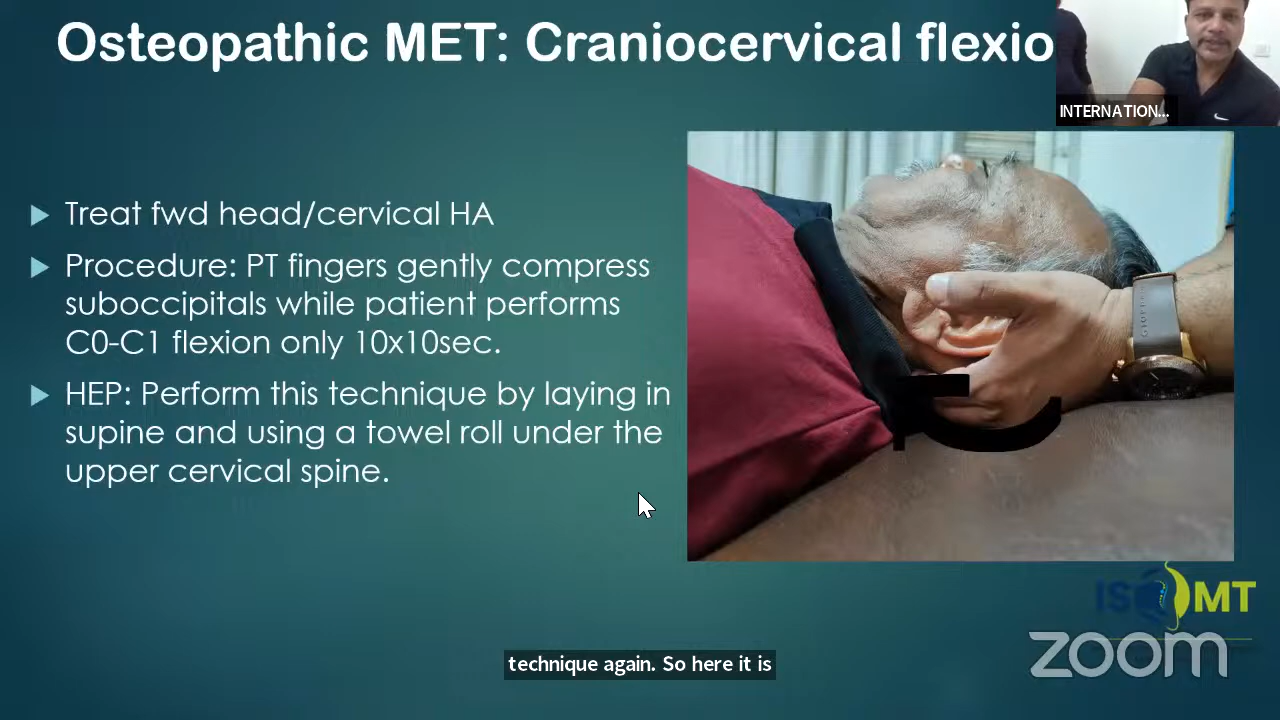 Osteopathic MET: Craniocervical flexio
INTERNATION...
Treat fwd head/cervical HA
Procedure: PT fingers gently compress
suboccipitals while patient performs
C0-C1 flexion only 10x10sec.
HEP: Perform this technique by laying in
supine and using a towel roll under the
upper cervical spine.
MT
zoom
technique again. So here it is